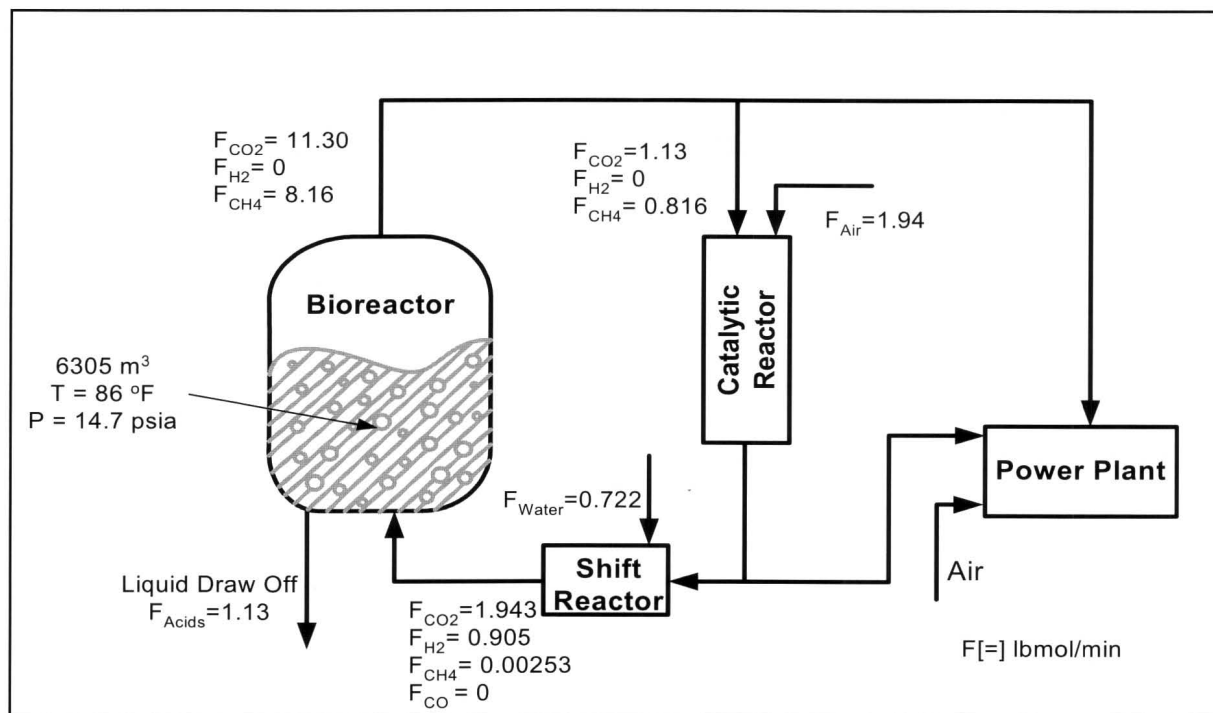 F_CO2= 11.30
F_H2= 0
F_CH4= 8.16
F_CO2=1.13
F_H2= 0
F_CH4= 0.816
F_Air=1.94
Bioreactor
Catalytic
Reactor
6305 m³
T = 86 °F
P = 14.7 psia
Power Plant
F_Water=0.722
Shift
Reactor
Air
Liquid Draw Off
F_Acids=1.13
F_CO2= 1.943
F_H2= 0.905
F_CH4= 0.00253
F_CO = 0
F[=] lbmol/min